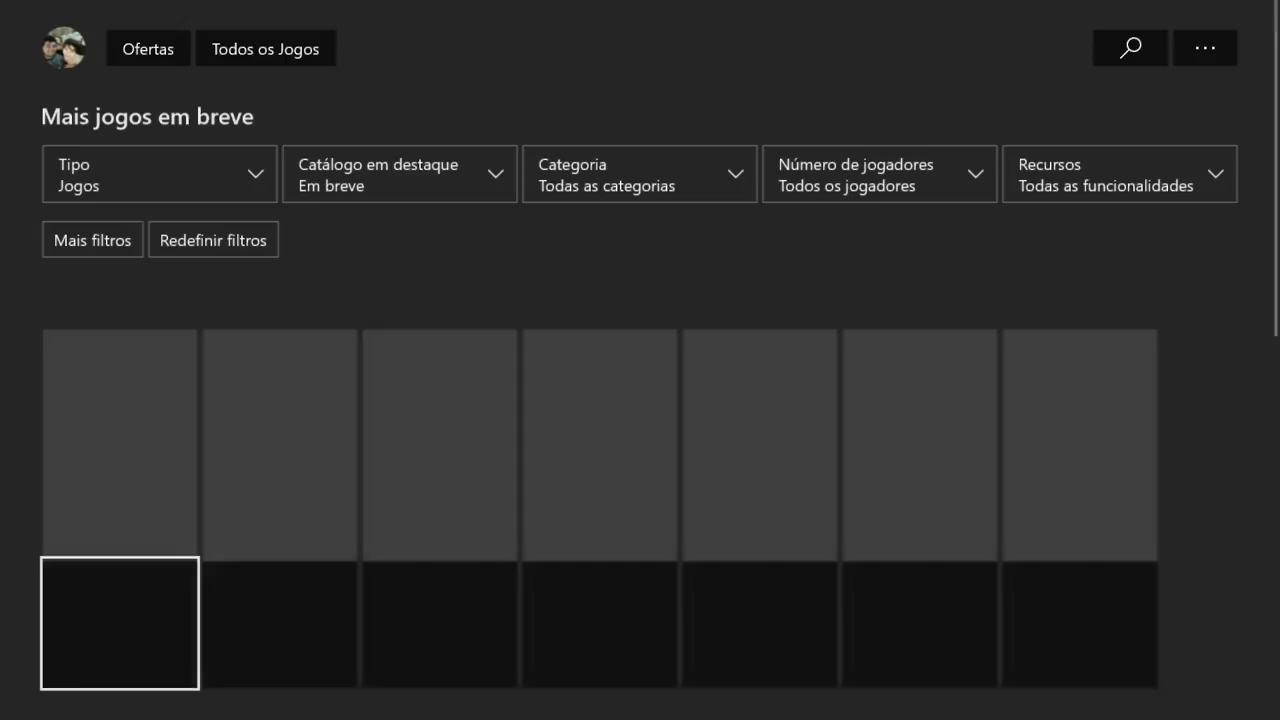 Ofertas
Todos os Jogos
Mais jogos em breve
Tipo
Jogos
Catálogo em destaque
Em breve
Categoria
Todas as categorias
Número de jogadores
Todos os jogadores
Recursos
Todas as funcionalidades
Mais filtros
Redefinir filtros